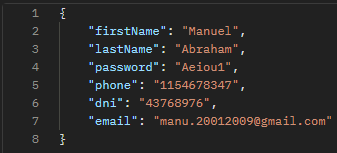 1 {
2 "firstName": "Manuel",
3 "lastName": "Abraham",
4 "password": "Aeiou1",
5 "phone": "1154678347",
6 "dni": "43768976",
7 "email": "manu.20012009@gmail.com"
8 }